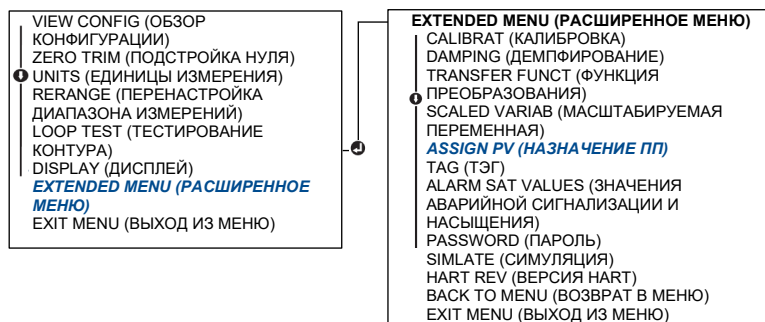 VIEW CONFIG (ОБЗОР
КОНФИГУРАЦИИ)
ZERO TRIM (ПОДСТРОЙКА НУЛЯ)
UNITS (ЕДИНИЦЫ ИЗМЕРЕНИЯ)
RERANGE (ПЕРЕНАСТРОЙКА
ДИАПАЗОНА ИЗМЕРЕНИЙ)
LOOP TEST (ТЕСТИРОВАНИЕ
КОНТУРА)
DISPLAY (ДИСПЛЕЙ)
EXTENDED MENU (РАСШИРЕННОЕ
МЕНЮ)
EXIT MENU (ВЫХОД ИЗ МЕНЮ)
EXTENDED MENU (РАСШИРЕННОЕ МЕНЮ)
CALIBRAT (КАЛИБРОВКА)
DAMPING (ДЕМПФИРОВАНИЕ)
TRANSFER FUNCT (ФУНКЦИЯ
ПРЕОБРАЗОВАНИЯ)
SCALED VARIAB (МАСШТАБИРУЕМАЯ
ПЕРЕМЕННАЯ)
ASSIGN PV (НАЗНАЧЕНИЕ ПП)
TAG (ТЭГ)
ALARM SAT VALUES (ЗНАЧЕНИЯ
АВАРИЙНОЙ СИГНАЛИЗАЦИИ И
НАСЫЩЕНИЯ)
PASSWORD (ПАРОЛЬ)
SIMLATE (СИМУЛЯЦИЯ)
HART REV (ВЕРСИЯ HART)
BACK TO MENU (ВОЗВРАТ В МЕНЮ)
EXIT MENU (ВЫХОД ИЗ МЕНЮ)